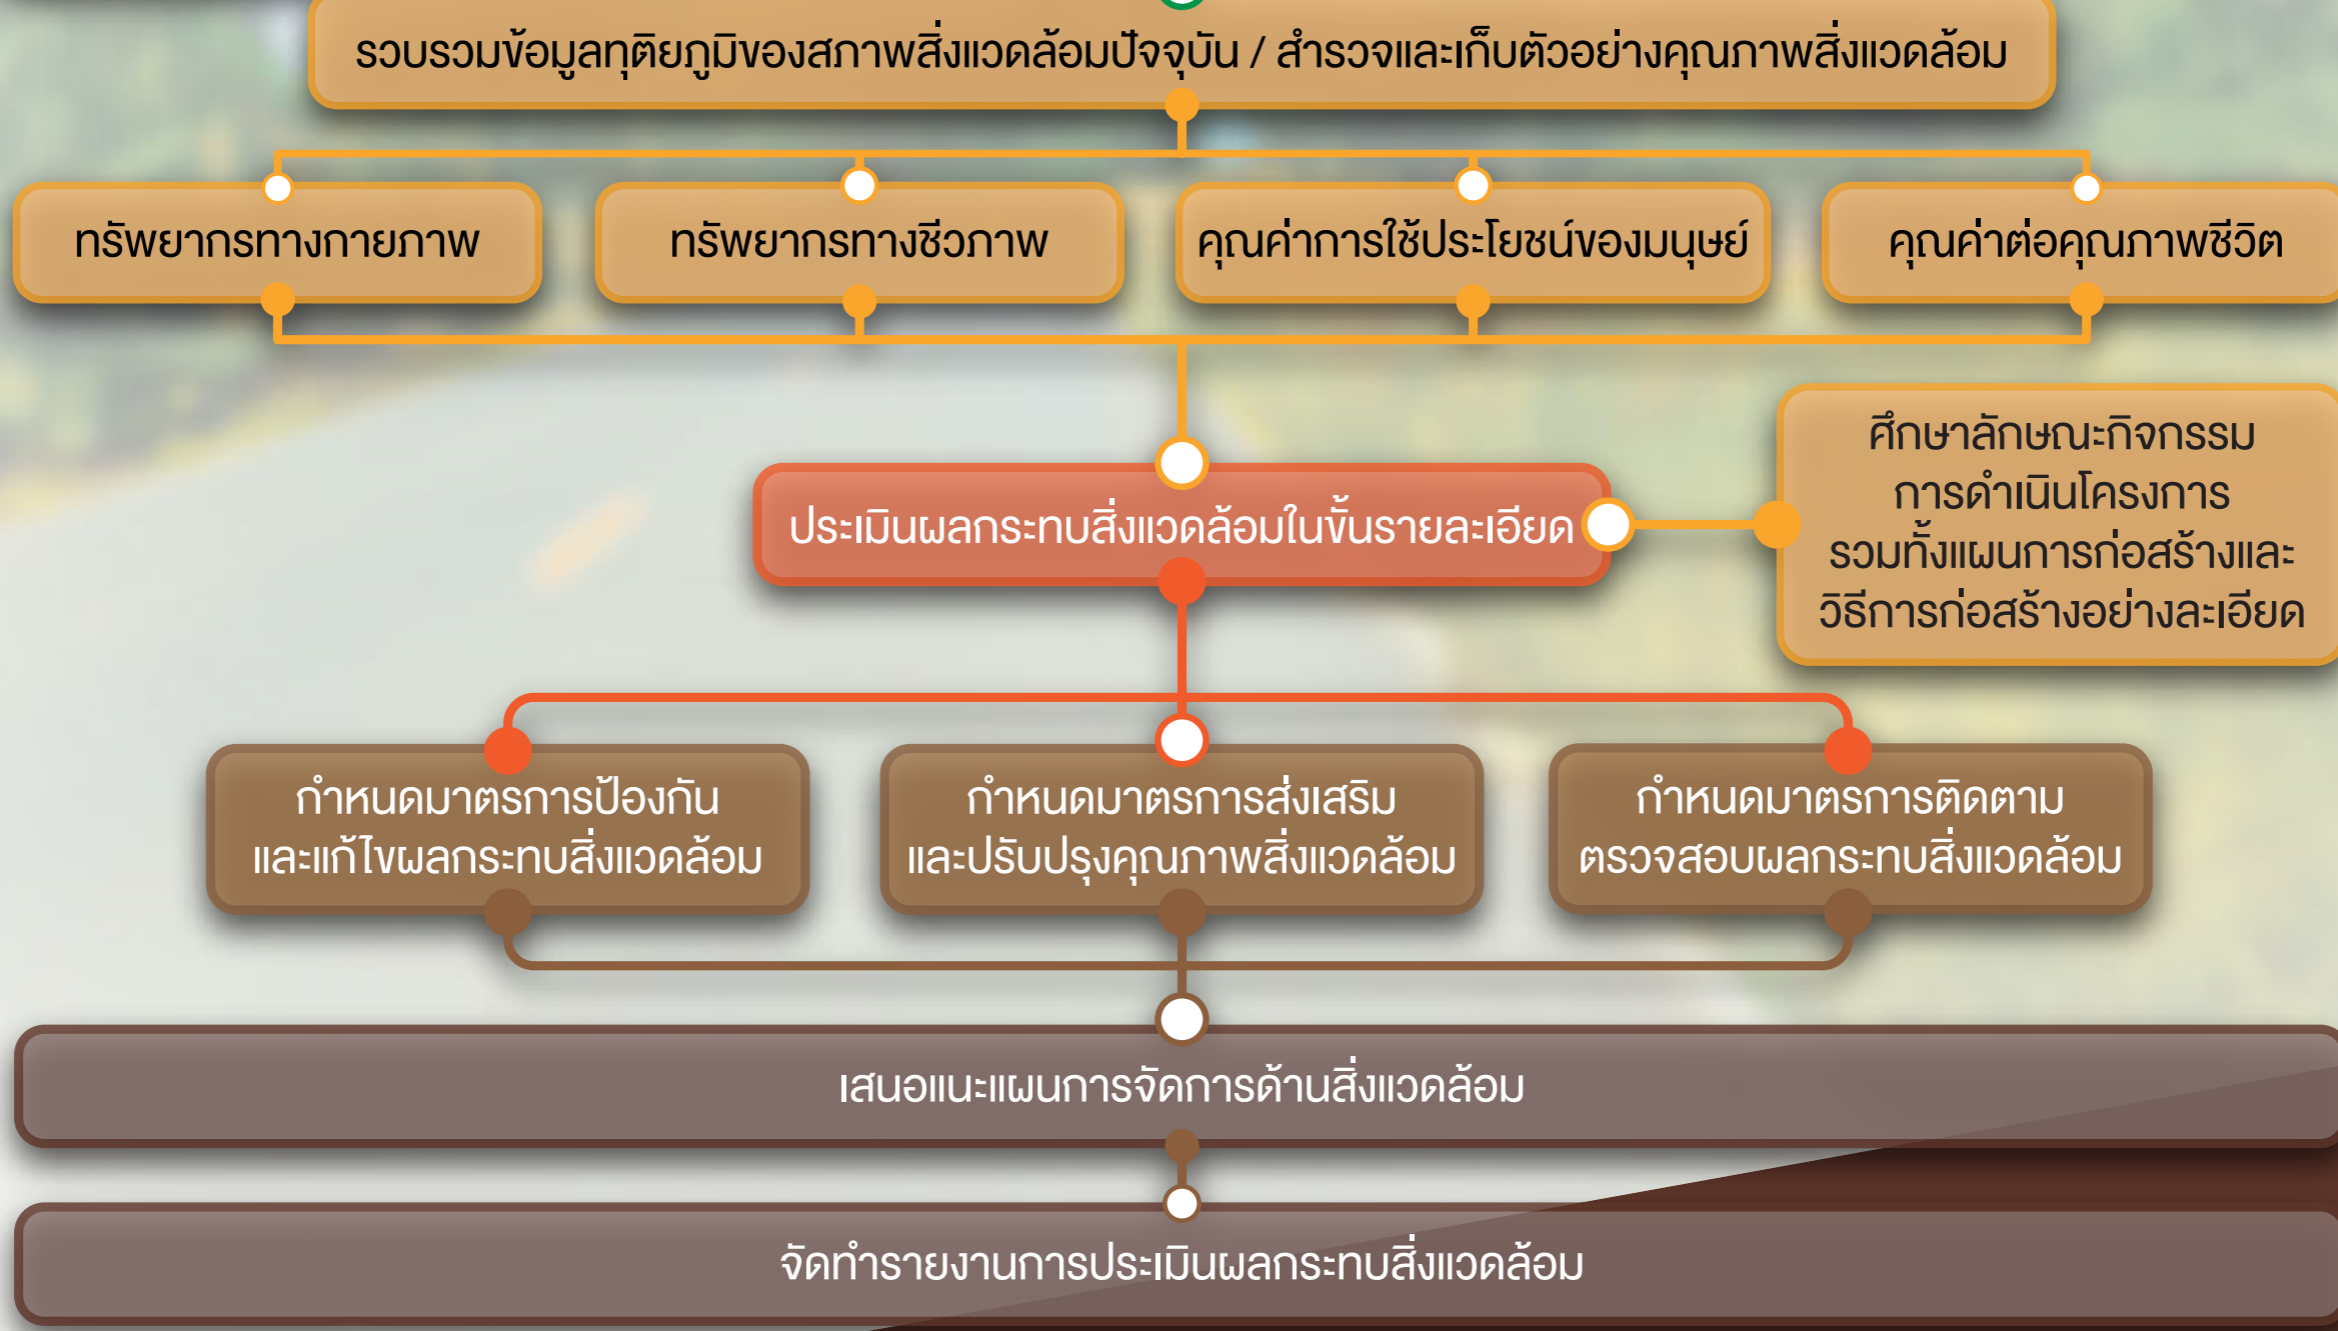 รวบรวมข้อมูลทุติยภูมิของสภาพสิ่งแวดล้อมปัจจุบัน / สำรวจและเก็บตัวอย่างคุณภาพสิ่งแวดล้อม
ทรัพยากรทางกายภาพ
ทรัพยากรทางชีวภาพ
คุณค่าการใช้ประโยชน์ของมนุษย์
คุณค่าต่อคุณภาพชีวิต
ศึกษาลักษณะกิจกรรม
การดำเนินโครงการ
รวมทั้งแผนการก่อสร้างและ
วิธีการก่อสร้างอย่างละเอียด
ประเมินผลกระทบสิ่งแวดล้อมในขั้นรายละเอียด
กำหนดมาตรการป้องกัน
และแก้ไขผลกระทบสิ่งแวดล้อม
กำหนดมาตรการส่งเสริม
และปรับปรุงคุณภาพสิ่งแวดล้อม
กำหนดมาตรการติดตาม
ตรวจสอบผลกระทบสิ่งแวดล้อม
เสนอแนะแผนการจัดการด้านสิ่งแวดล้อม
จัดทำรายงานการประเมินผลกระทบสิ่งแวดล้อม